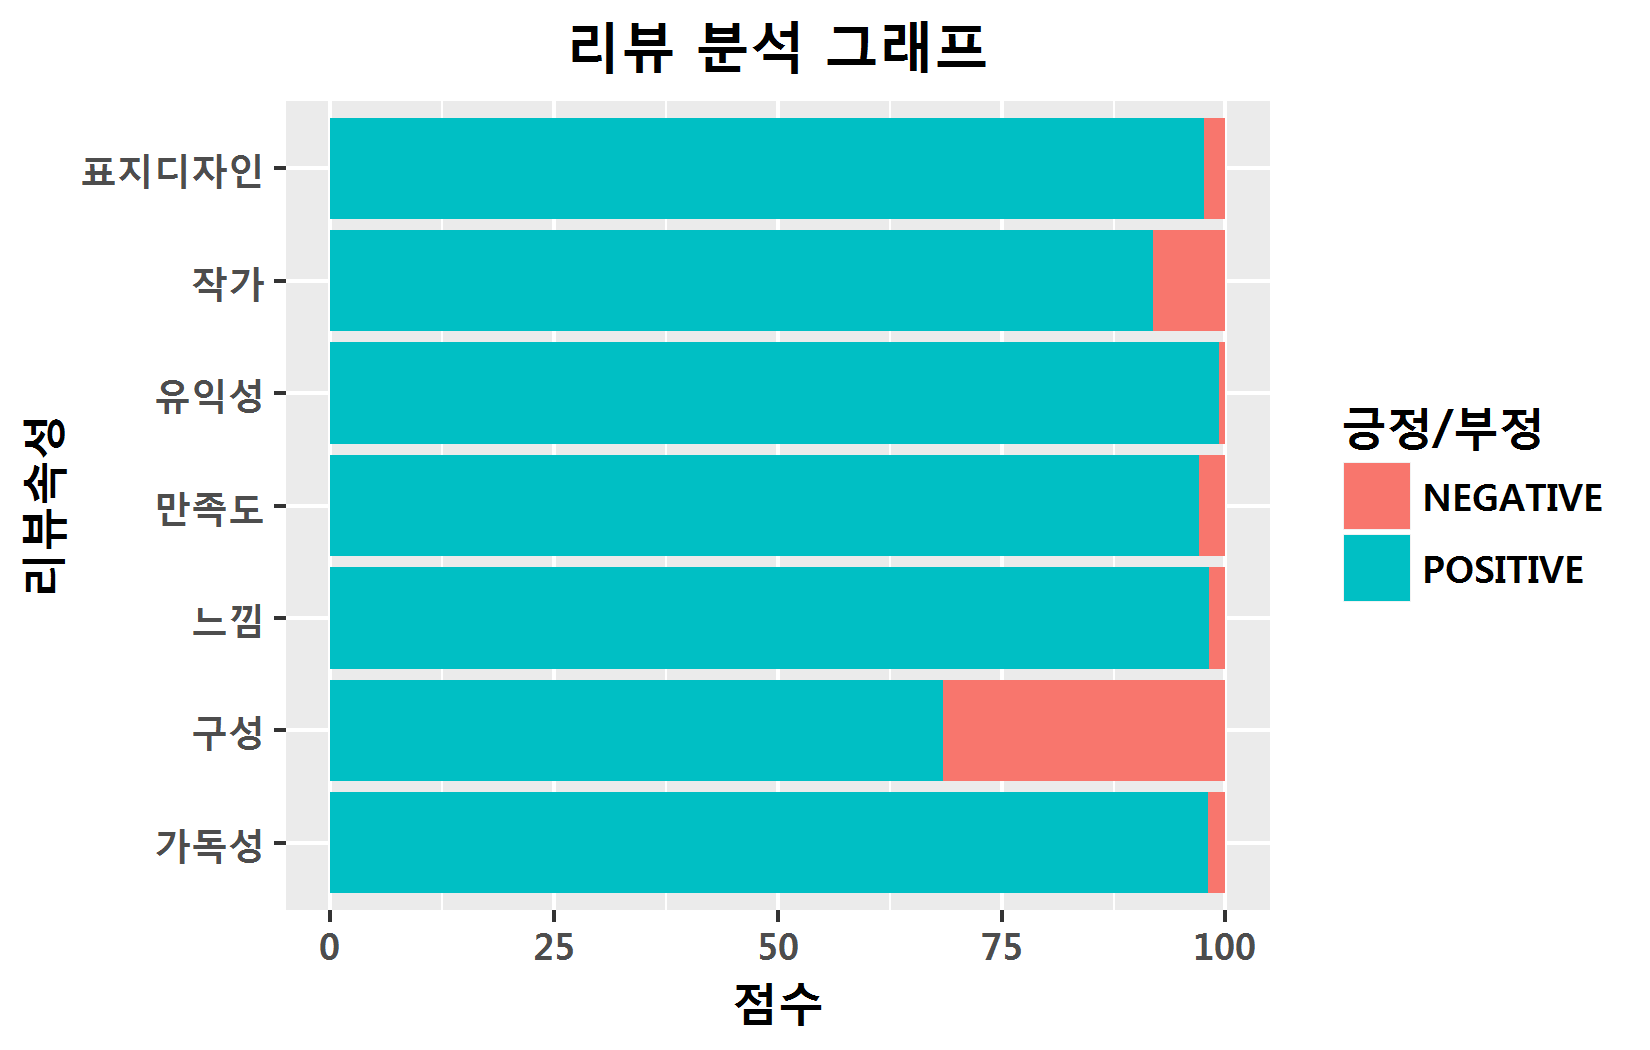 리뷰 분석 그래프
표지디자인
작가
유익성
만족도
느낌
구성
가독성
리뷰속성
0 25 50 75 100
점수
긍정/부정
NEGATIVE
POSITIVE